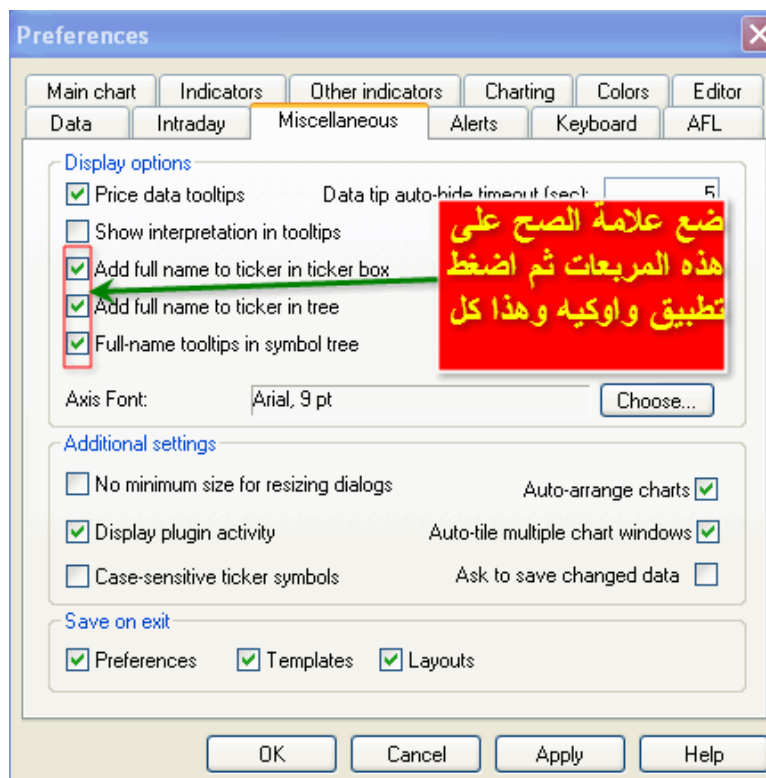 Preferences
Main chart Indicators Other indicators Charting Colors Editor
Data Intraday Miscellaneous Alerts Keyboard AFL
Display options
Price data tooltips Data tip auto-hide timeout (sec): 5
Show interpretation in tooltips
Add full name to ticker in ticker box
Add full name to ticker in tree
Full-name tooltips in symbol tree
ضع علامة الصح على
هذه المربعات ثم اضغط
تطبيق واوكيه وهذا كل
Axis Font: Arial, 9 pt Choose...
Additional settings
No minimum size for resizing dialogs Auto-arrange charts
Display plugin activity Auto-tile multiple chart windows
Case-sensitive ticker symbols Ask to save changed data
Save on exit
Preferences Templates Layouts
OK Cancel Apply Help